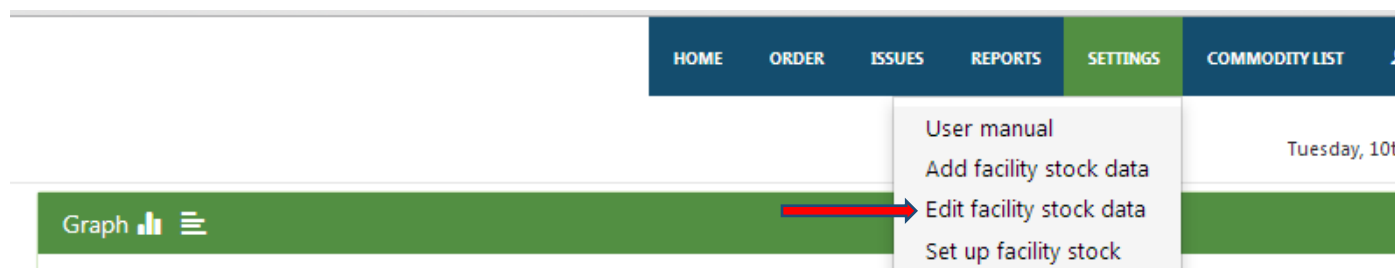 HOME ORDER ISSUES REPORTS SETTINGS COMMODITY LIST
User manual
Tuesday, 10t
Add facility stock data
Edit facility stock data
Graph
Set up facility stock